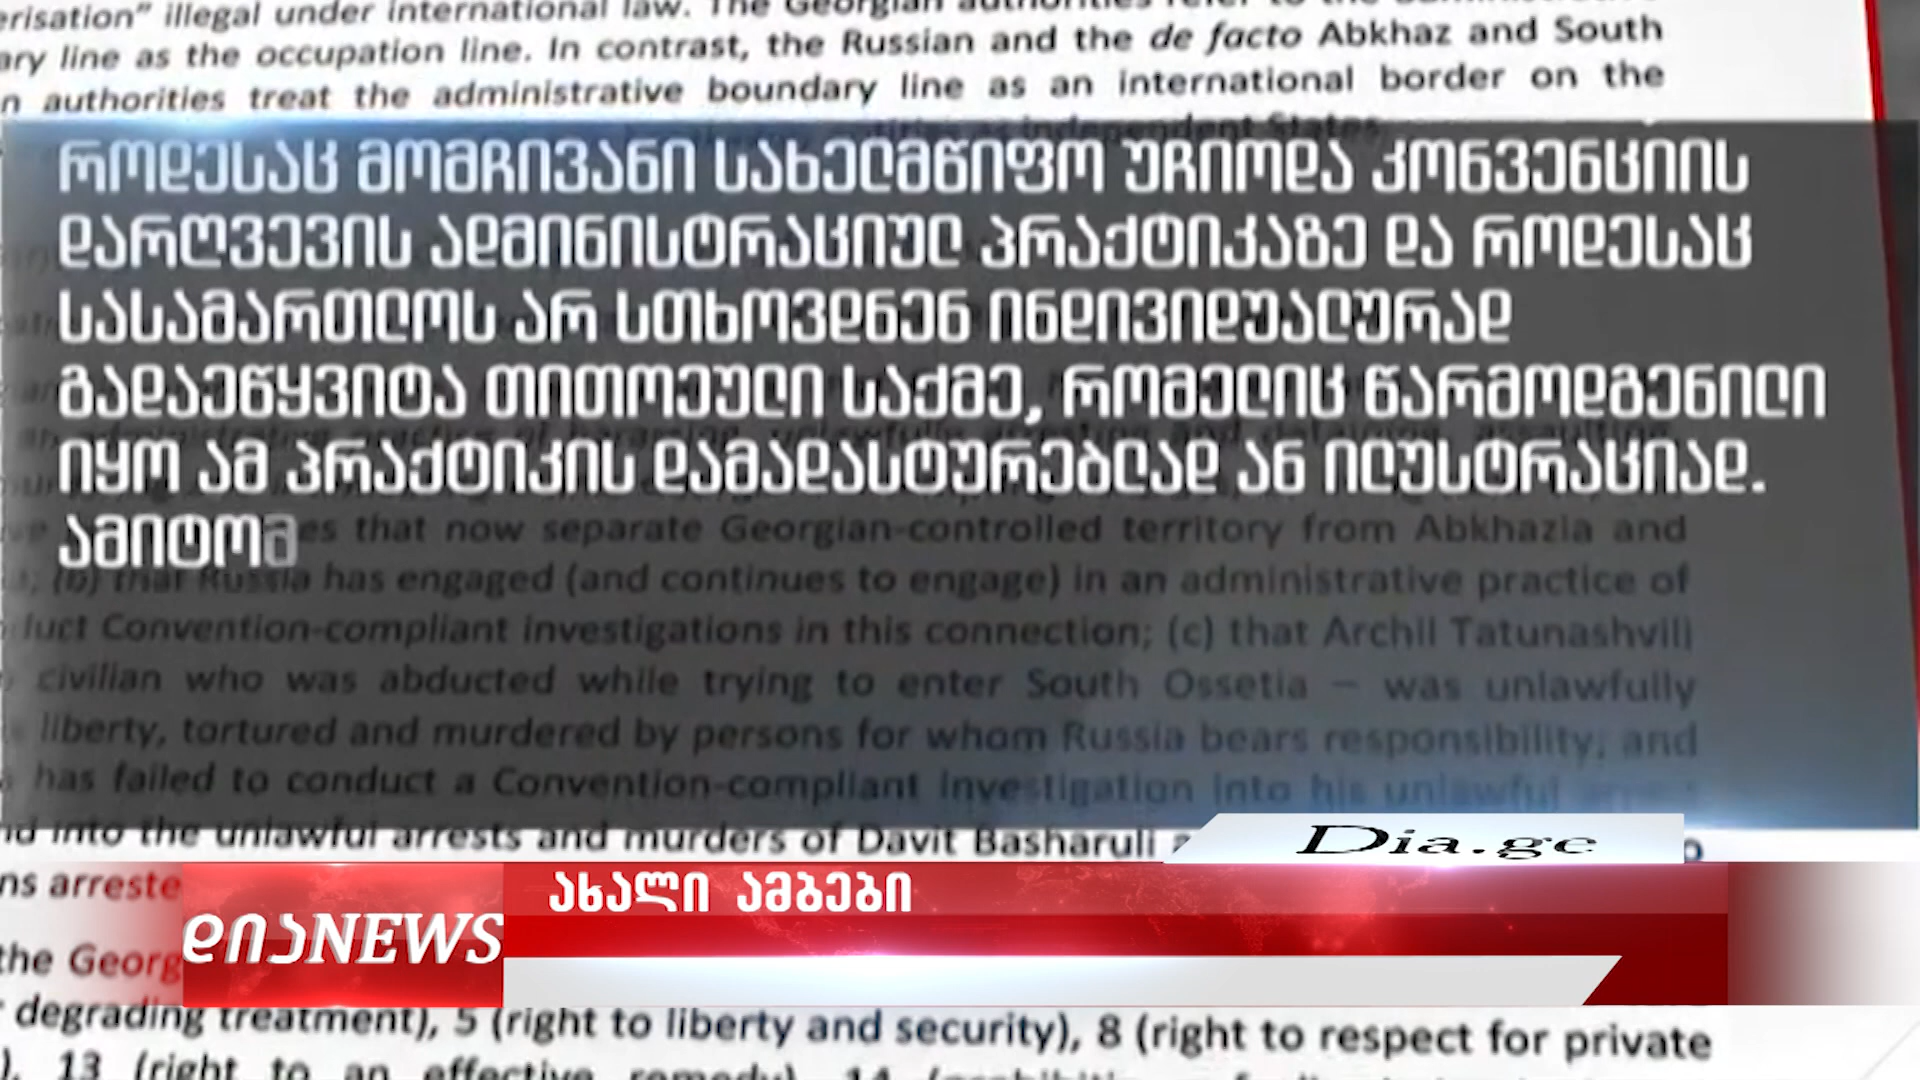 erisation” illegal under international law. The Georgian authorities refer to the
ary line as the occupation line. In contrast, the Russian and the de facto Abkhaz and South
n authorities treat the administrative boundary line as an international border on the
as independent States.
როდესაც მომჩივანი სახელმწიფო უჩიოდა კონვენციის
დარღვევის ადმინისტრაციულ პრაქტიკაზე და როდესაც
სასამართლოს არ სთხოვდნენ ინდივიდუალურად
გადაეწყვიტა თითოეული საქმე, რომელიც წარმოდგენილი
იყო ამ პრაქტიკის დამადასტურებლად ან ილუსტრაციად.
ამიტომ
es that now separate Georgian-controlled territory from Abkhazia and
; (b) that Russia has engaged (and continues to engage) in an administrative practice of
duct Convention-compliant investigations in this connection; (c) that Archil Tatunashvili
civilian who was abducted while trying to enter South Ossetia – was unlawfully
liberty, tortured and murdered by persons for whom Russia bears responsibility; and
has failed to conduct a Convention-compliant investigation into his unlawful
into the unlawful arrests and murders of Davit Basharuli
Dia.ge
ns arreste
ახალი ამბები
დიაNEWS
the Georg
degrading treatment), 5 (right to liberty and security), 8 (right to respect for private
), 13 (right to an effective remedy), 14